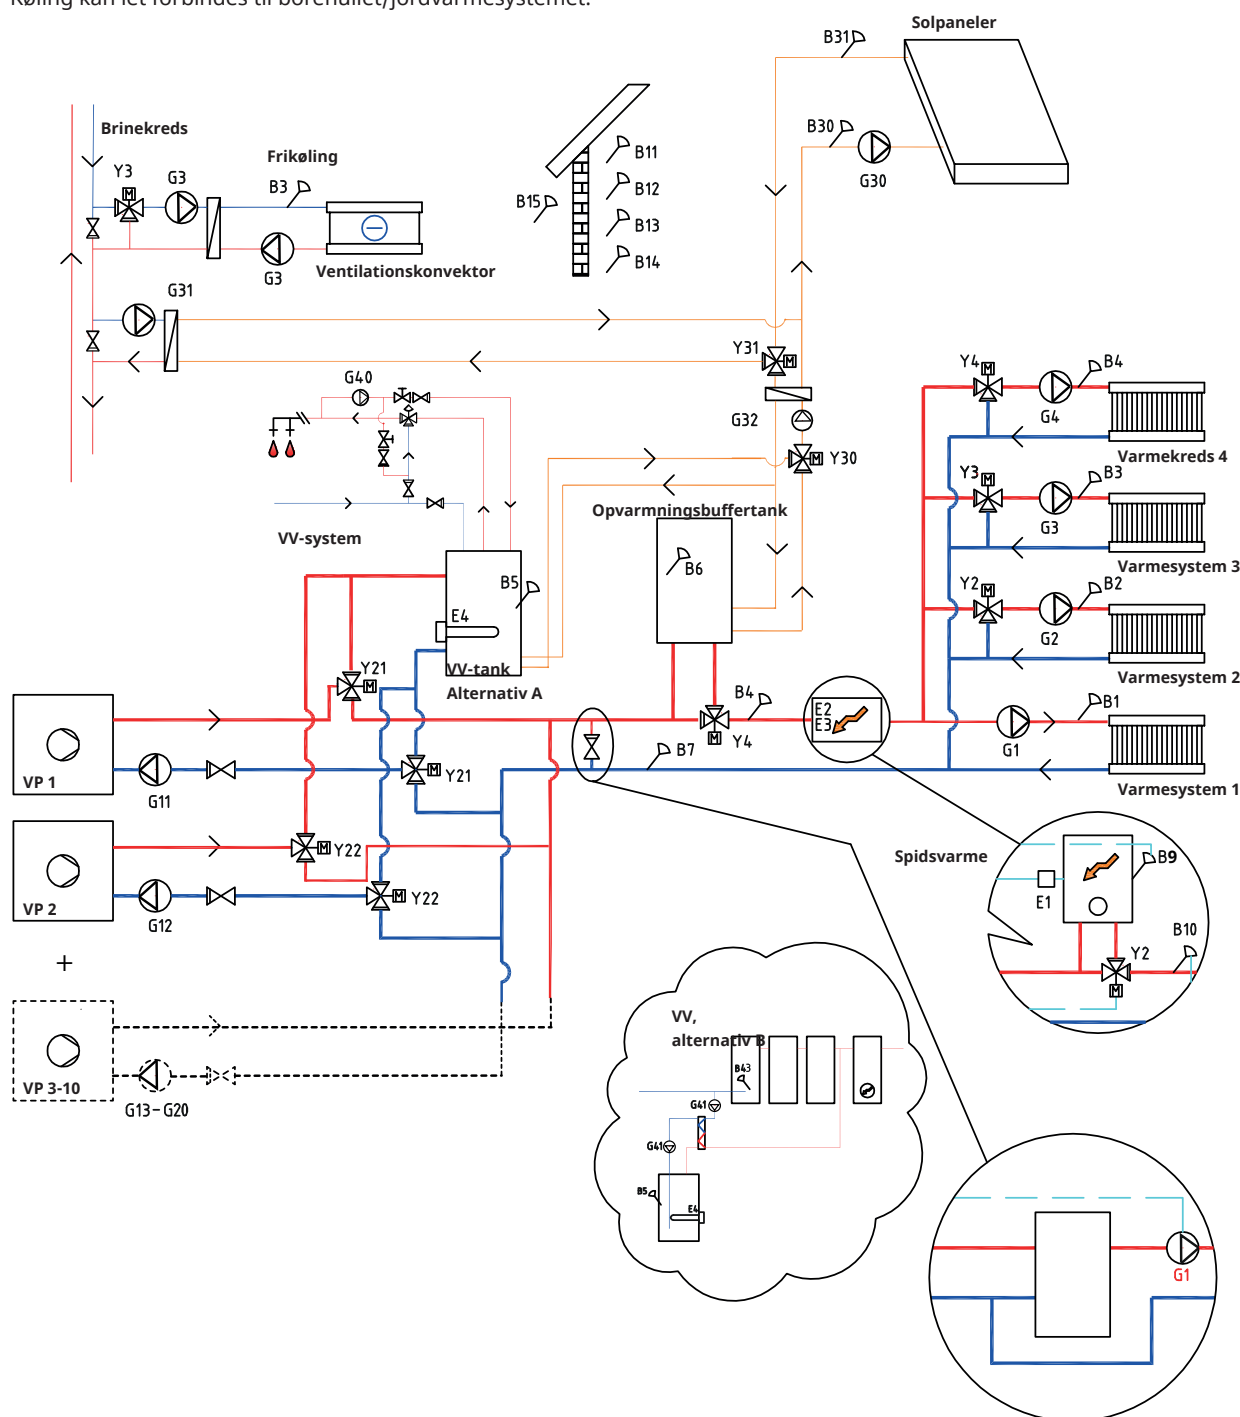 Køling kan let forbindes til borehullet/jordvarmesystemet.
Solpaneler
B31
B30
G30
Brinekreds
Y3
G3
Frikøling
B3
G3
Ventilationskonvektor
B11
B12
B15
B13
B14
G31
Y31
G32
Y30
G40
VV-system
Opvarmningsbuffertank
B6
B5
E4
VV-tank
Alternativ A
Y4
B4
G4
Varmekreds 4
Y3
B3
G3
Varmesystem 3
Y2
B2
G2
Varmesystem 2
B1
G1
Varmesystem 1
Y21
B4
E2
E3
Y4
B7
VP 1
G11
Y21
Y22
VP 2
G12
Y22
+
VP 3-10
G13-G20
Spidsvarme
B9
E1
B10
Y2
VV,
alternativ B
B43
G41
G41
B5
E4
G1